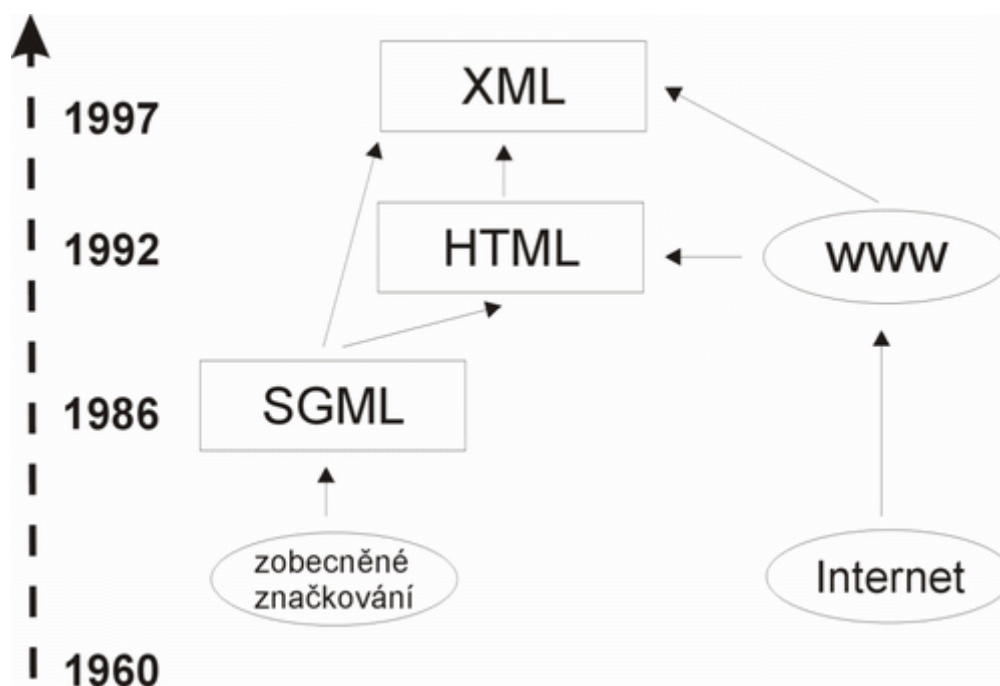 XML
1997
1992
HTML
www
1986
SGML
zobecněné
značkování
Internet
1960